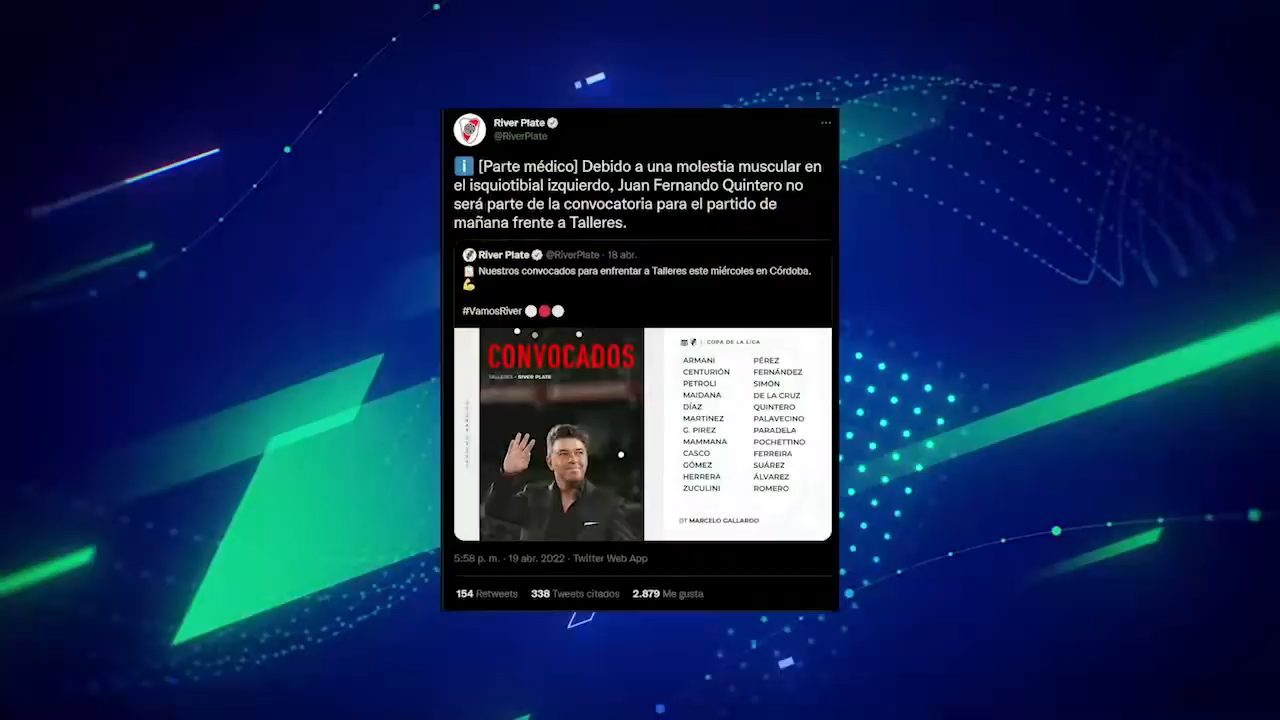 River Plate
@RiverPlate
[Parte médico] Debido a una molestia muscular en
el isquiotibial izquierdo, Juan Fernando Quintero no
será parte de la convocatoria para el partido de
mañana frente a Talleres.
River Plate @RiverPlate · 18 abr.
Nuestros convocados para enfrentar a Talleres este miércoles en Córdoba.
#VamosRiver
CONVOCADOS
TALLERES - RIVER PLATE
COPA DE LA LIGA
ARMANI
CENTURIÓN
PETROLI
MAIDANA
DÍAZ
MARTÍNEZ
G. PIREZ
MAMMANA
CASCO
GÓMEZ
HERRERA
ZUCULINI
PÉREZ
FERNÁNDEZ
SIMÓN
DE LA CRUZ
QUINTERO
PALAVECINO
PARADELA
POCHETTINO
FERREIRA
SUÁREZ
ÁLVAREZ
ROMERO
DT MARCELO GALLARDO
5:58 p. m. · 19 abr. 2022 · Twitter Web App
154 Retweets 338 Tweets citados 2.879 Me gusta